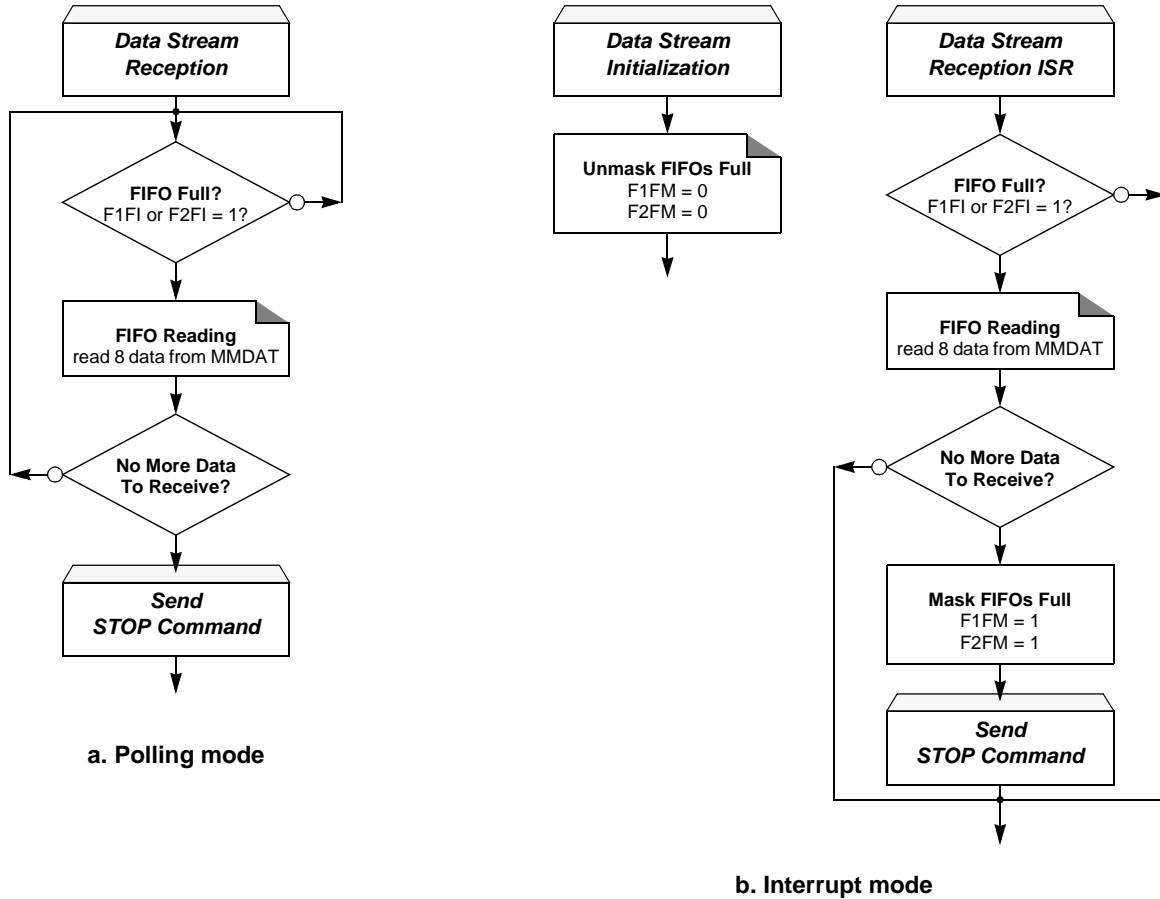 Data Stream
Reception
FIFO Full?
F1FI or F2FI = 1?
FIFO Reading
read 8 data from MMDAT
No More Data
To Receive?
Send
STOP Command
a. Polling mode
Data Stream
Initialization
Unmask FIFOs Full
F1FM = 0
F2FM = 0
Data Stream
Reception ISR
FIFO Full?
F1FI or F2FI = 1?
FIFO Reading
read 8 data from MMDAT
No More Data
To Receive?
Mask FIFOs Full
F1FM = 1
F2FM = 1
Send
STOP Command
b. Interrupt mode